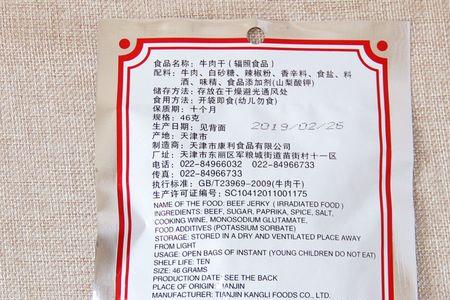 食品名称：牛肉干（辐照食品）
配料：牛肉、白砂糖、辣椒粉、香辛料、食盐、料
酒、味精、食品添加剂(山梨酸钾)
储存方法：存放在干燥避光通风处
食用方法：开袋即食(幼儿勿食)
保质期：十个月
规格：46克
生产日期：见背面 2019/02/25
产地：天津市
制造商：天津市康利食品有限公司
厂址：天津市东丽区军粮城街道苗街村十一区
电话：022-84966032 022-84966733
传真：022-84966733
执行标准：GB/T23969-2009(牛肉干)
生产许可证编号：SC10412011001175
NAME OF THE FOOD: BEEF JERKY ( IRRADIATED FOOD )
INGREDIENTS: BEEF, SUGAR, PAPRIKA, SPICE, SALT,
COOKING WINE, MONOSODIUM GLUTAMATE,
FOOD ADDITIVES (POTASSIUM SORBATE)
STORAGE: STORED IN A DRY AND VENTILATED PLACE AWAY
FROM LIGHT
USAGE: OPEN BAGS OF INSTANT (YOUNG CHILDREN DO NOT EAT)
SHELF LIFE: TEN
SIZE: 46 GRAMS
PRODUCTION DATE: SEE THE BACK
PLACE OF ORIGIN: TIANJIN
MANUFACTURER: TIANJIN KANGLI FOODS CO., LTD.